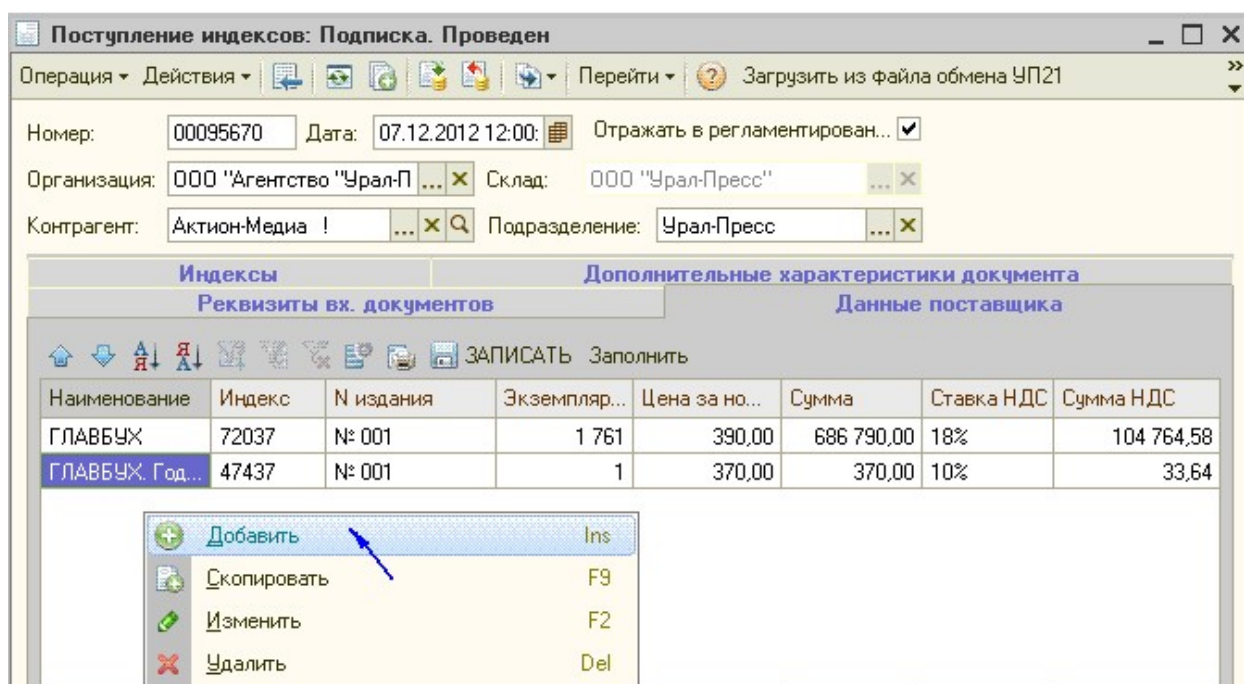 Поступление индексов: Подписка. Проведен
Операция Действия Перейти Загрузить из файла обмена УП21
Номер: 00095670 Дата: 07.12.2012 12:00: Отражать в регламентирован...
Организация: ООО "Агентство "Урал-П ... Склад: ООО "Урал-Пресс" ...
Контрагент: Актион-Медиа ! ... Подразделение: Урал-Пресс ...
Индексы Дополнительные характеристики документа
Реквизиты вх. документов Данные поставщика
ЗАПИСАТЬ Заполнить
Наименование Индекс N издания Экземпляр... Цена за но... Сумма Ставка НДС Сумма НДС
ГЛАВБУХ 72037 № 001 1 761 390,00 686 790,00 18% 104 764,58
ГЛАВБУХ. Год... 47437 № 001 1 370,00 370,00 10% 33,64
Добавить Ins
Скопировать F9
Изменить F2
Удалить Del